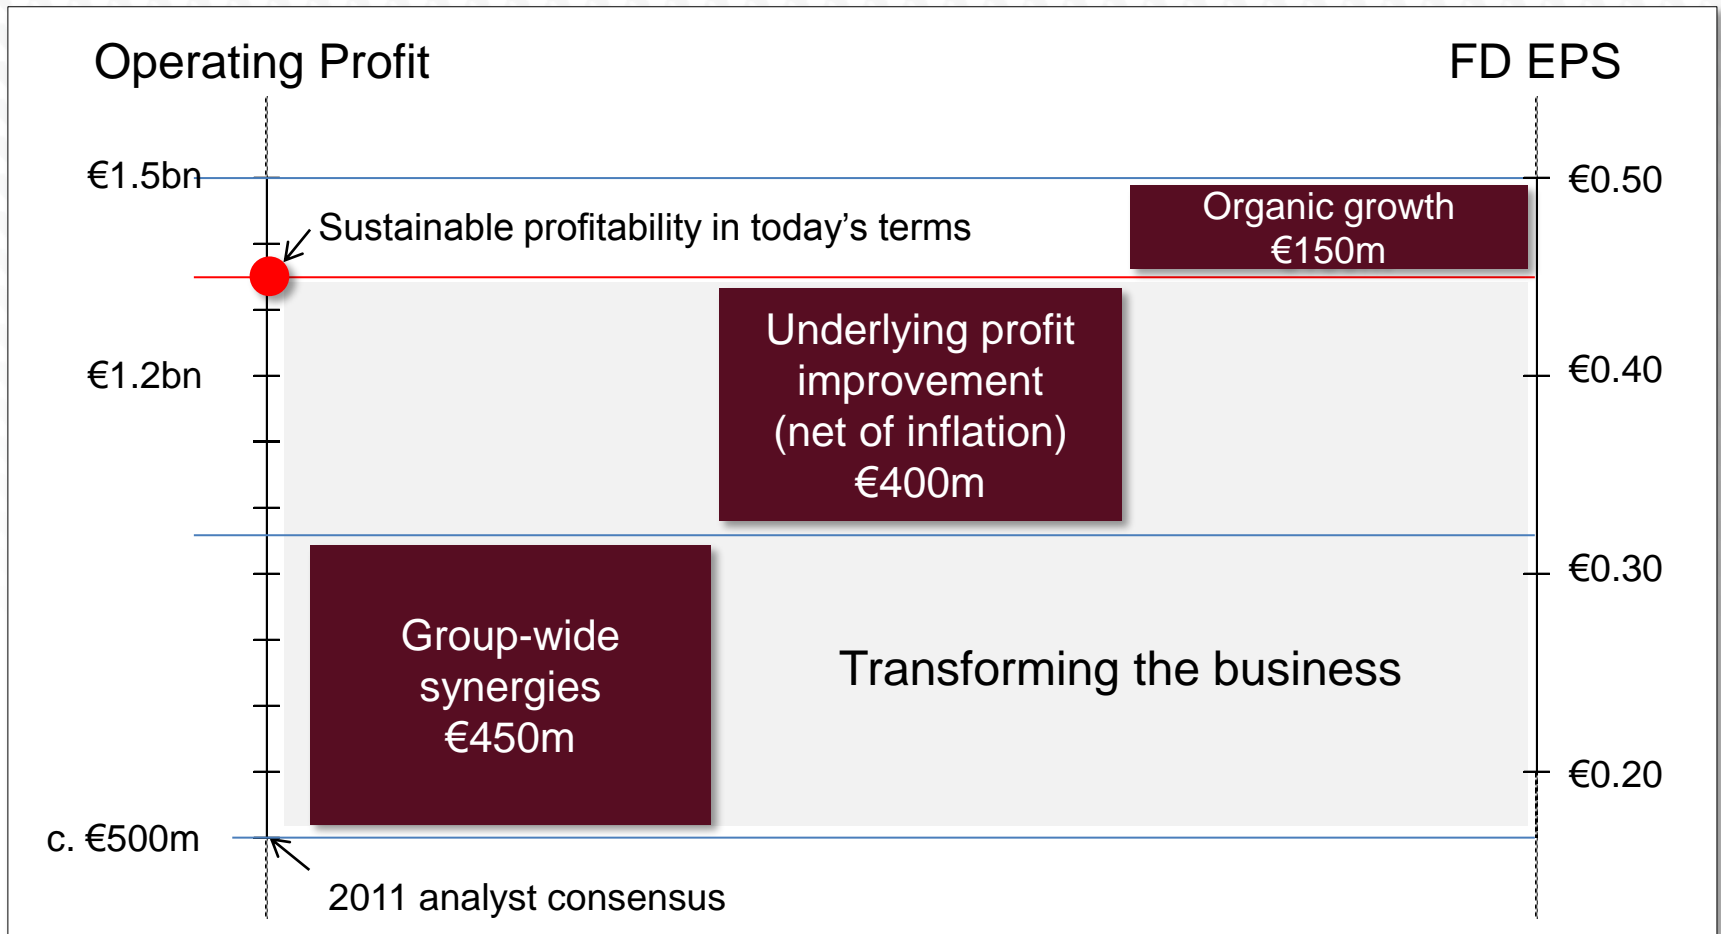 Operating Profit
FD EPS
€1.5bn
€0.50
Organic growth
€150m
Sustainable profitability in today’s terms
Underlying profit
improvement
(net of inflation)
€400m
€1.2bn
€0.40
€0.30
Group-wide
synergies
€450m
Transforming the business
€0.20
c. €500m
2011 analyst consensus